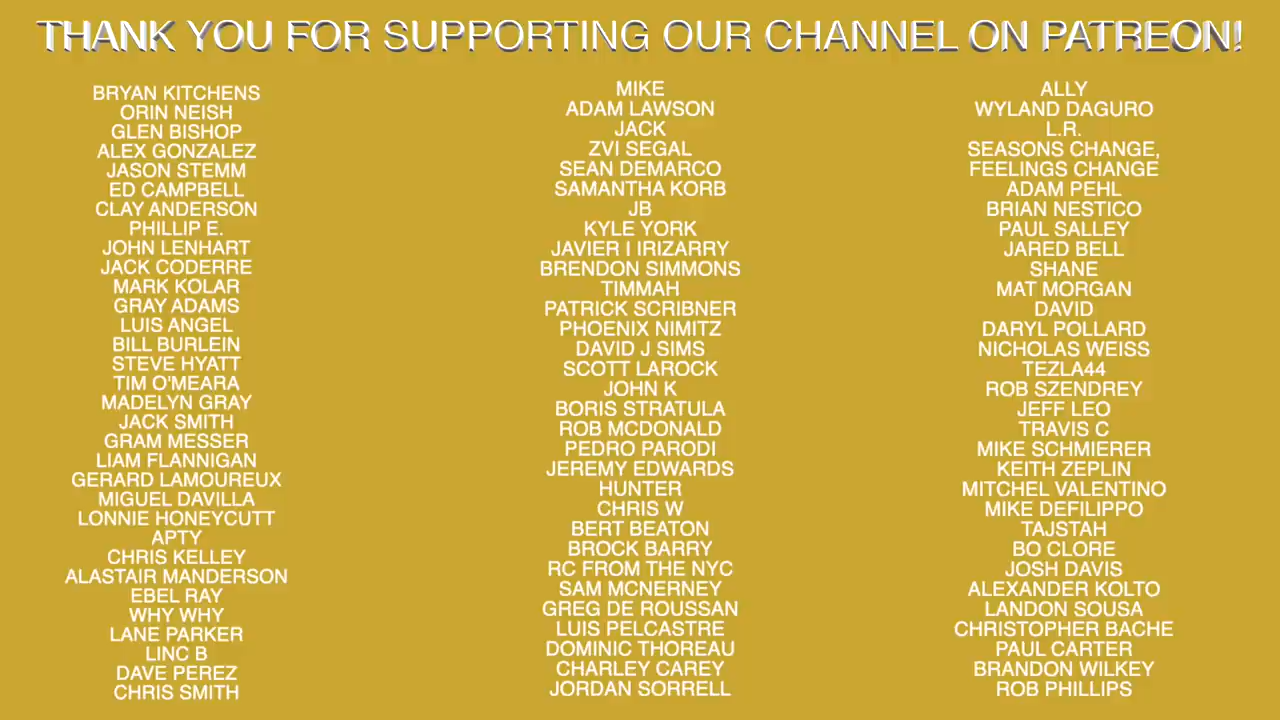 THANK YOU FOR SUPPORTING OUR CHANNEL ON PATREON!
BRYAN KITCHENS
ORIN NEISH
GLEN BISHOP
ALEX GONZALEZ
JASON STEMM
ED CAMPBELL
CLAY ANDERSON
PHILLIP E.
JOHN LENHART
JACK CODERRE
MARK KOLAR
GRAY ADAMS
LUIS ANGEL
BILL BURLEIN
STEVE HYATT
TIM O'MEARA
MADELYN GRAY
JACK SMITH
GRAM MESSER
LIAM FLANNIGAN
GERARD LAMOUREUX
MIGUEL DAVILLA
LONNIE HONEYCUTT
APTY
CHRIS KELLEY
ALASTAIR MANDERSON
EBEL RAY
WHY WHY
LANE PARKER
LINC B
DAVE PEREZ
CHRIS SMITH
MIKE
ADAM LAWSON
JACK
ZVI SEGAL
SEAN DEMARCO
SAMANTHA KORB
JB
KYLE YORK
JAVIER I IRIZARRY
BRENDON SIMMONS
TIMMAH
PATRICK SCRIBNER
PHOENIX NIMITZ
DAVID J SIMS
SCOTT LAROCK
JOHN K
BORIS STRATULA
ROB MCDONALD
PEDRO PARODI
JEREMY EDWARDS
HUNTER
CHRIS W
BERT BEATON
BROCK BARRY
RC FROM THE NYC
SAM MCNERNEY
GREG DE ROUSSAN
LUIS PELCASTRE
DOMINIC THOREAU
CHARLEY CAREY
JORDAN SORRELL
ALLY
WYLAND DAGURO
L.R.
SEASONS CHANGE,
FEELINGS CHANGE
ADAM PEHL
BRIAN NESTICO
PAUL SALLEY
JARED BELL
SHANE
MAT MORGAN
DAVID
DARYL POLLARD
NICHOLAS WEISS
TEZLA44
ROB SZENDREY
JEFF LEO
TRAVIS C
MIKE SCHMIERER
KEITH ZEPLIN
MITCHEL VALENTINO
MIKE DEFILIPPO
TAJSTAH
BO CLORE
JOSH DAVIS
ALEXANDER KOLTO
LANDON SOUSA
CHRISTOPHER BACHE
PAUL CARTER
BRANDON WILKEY
ROB PHILLIPS